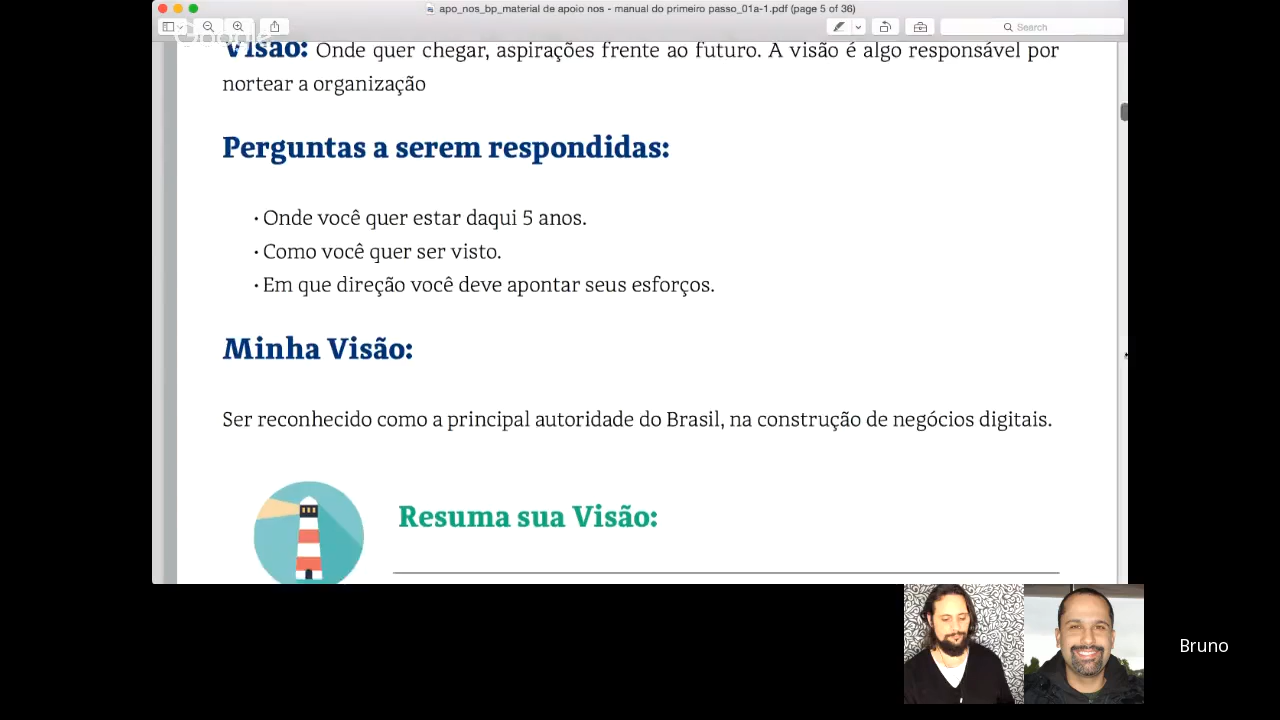 apo_nos_bp_material de apoio nos - manual do primeiro passo_01a-1.pdf (page 5 of 36)
Google
Search
Visão: Onde quer chegar, aspirações frente ao futuro. A visão é algo responsável por
nortear a organização
Perguntas a serem respondidas:
• Onde você quer estar daqui 5 anos.
• Como você quer ser visto.
• Em que direção você deve apontar seus esforços.
Minha Visão:
Ser reconhecido como a principal autoridade do Brasil, na construção de negócios digitais.
Resuma sua Visão:
Bruno